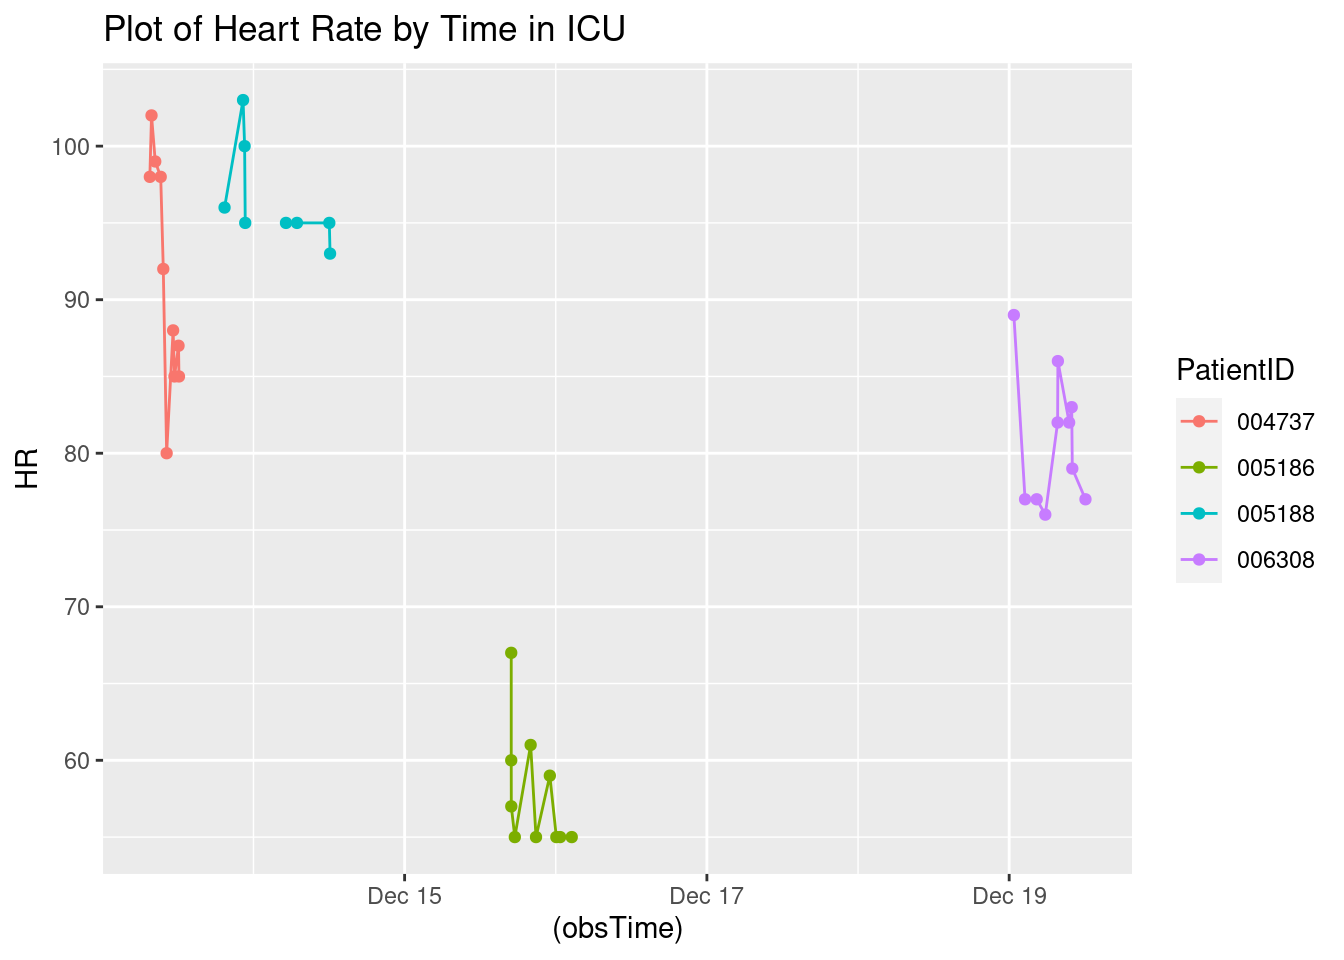 Plot of Heart Rate by Time in ICU
100
90
80
70
60
HR
Dec 15
Dec 17
Dec 19
(obsTime)
PatientID
004737
005186
005188
006308